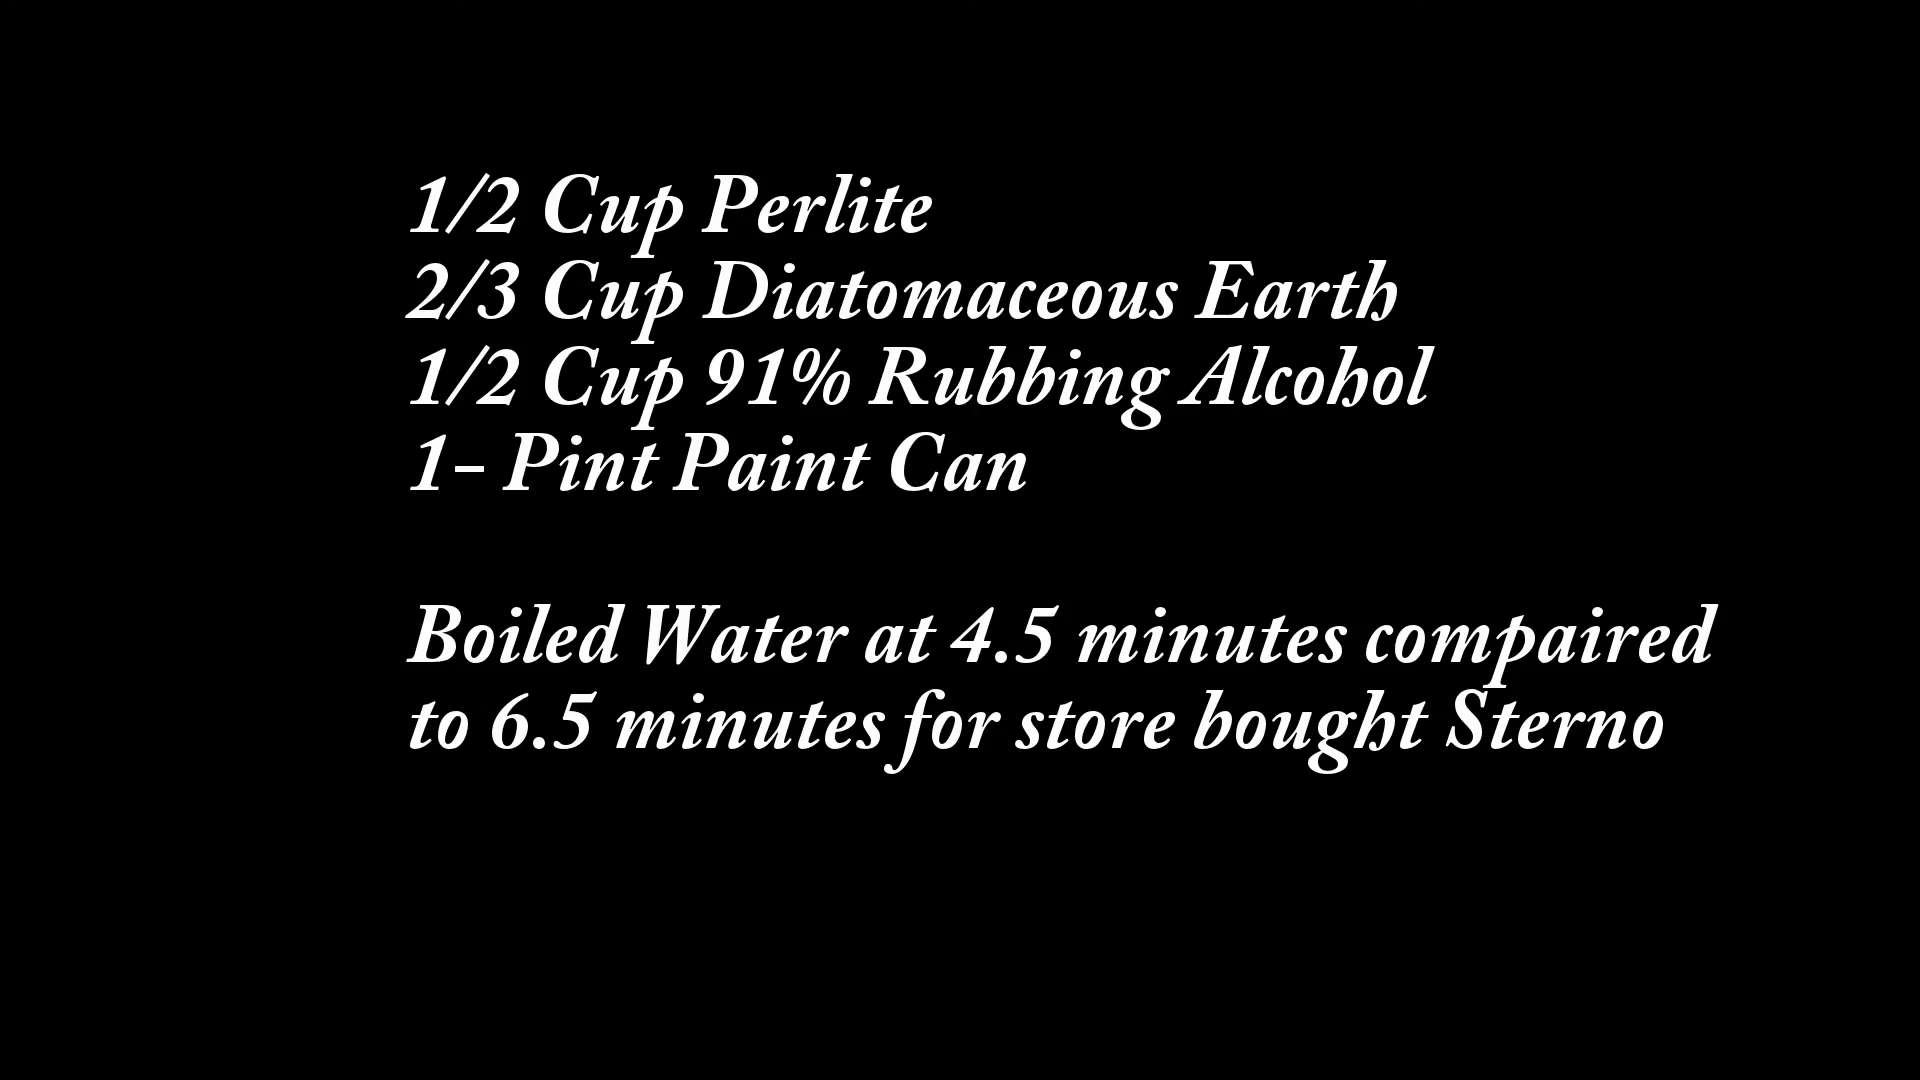 1/2 Cup Perlite
2/3 Cup Diatomaceous Earth
1/2 Cup 91% Rubbing Alcohol
1- Pint Paint Can
Boiled Water at 4.5 minutes compaired
to 6.5 minutes for store bought Sterno